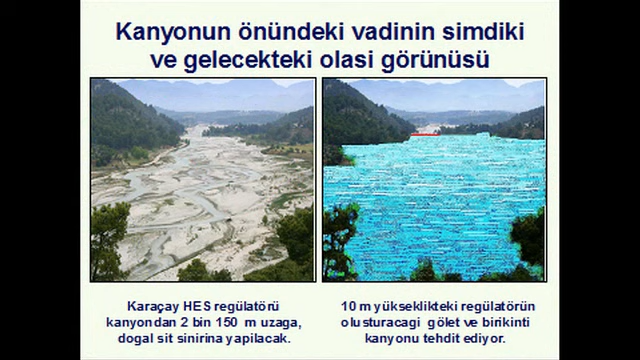 Kanyonun önündeki vadinin simdiki
ve gelecekteki olasi görünüsü
Karaçay HES regülatörü
kanyondan 2 bin 150 m uzaga,
dogal sit sinirina yapilacak.
10 m yükseklikteki regülatörün
olusturacagi gölet ve birikinti
kanyonu tehdit ediyor.